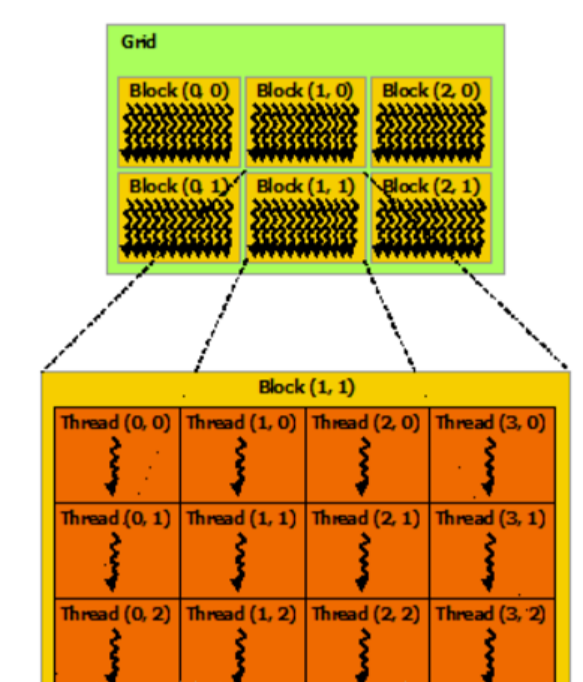 Grid
Block (0, 0) Block (1, 0) Block (2, 0)
Block (0, 1) Block (1, 1) Block (2, 1)
Block (1, 1)
Thread (0, 0) Thread (1, 0) Thread (2, 0) Thread (3, 0)
Thread (0, 1) Thread (1, 1) Thread (2, 1) Thread (3, 1)
Thread (0, 2) Thread (1, 2) Thread (2, 2) Thread (3, 2)